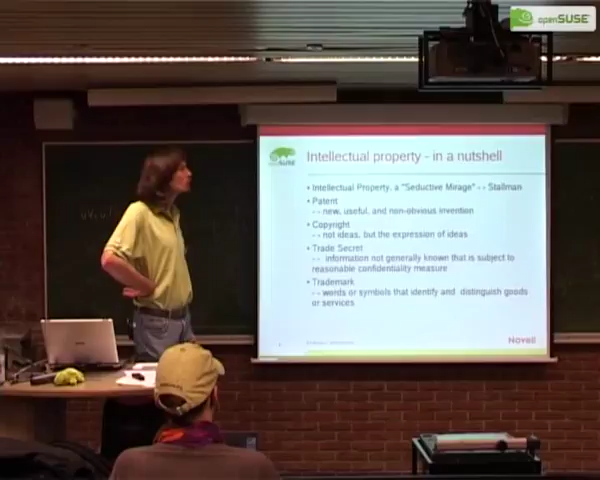 openSUSE
Intellectual property - in a nutshell
• Intellectual Property, a "Seductive Mirage" - - Stallman
• Patent
- - new, useful, and non-obvious invention
• Copyright
- - not ideas, but the expression of ideas
• Trade Secret
- - information not generally known that is subject to
reasonable confidentiality measure
• Trademark
- - words or symbols that identify and distinguish goods
or services
Novell